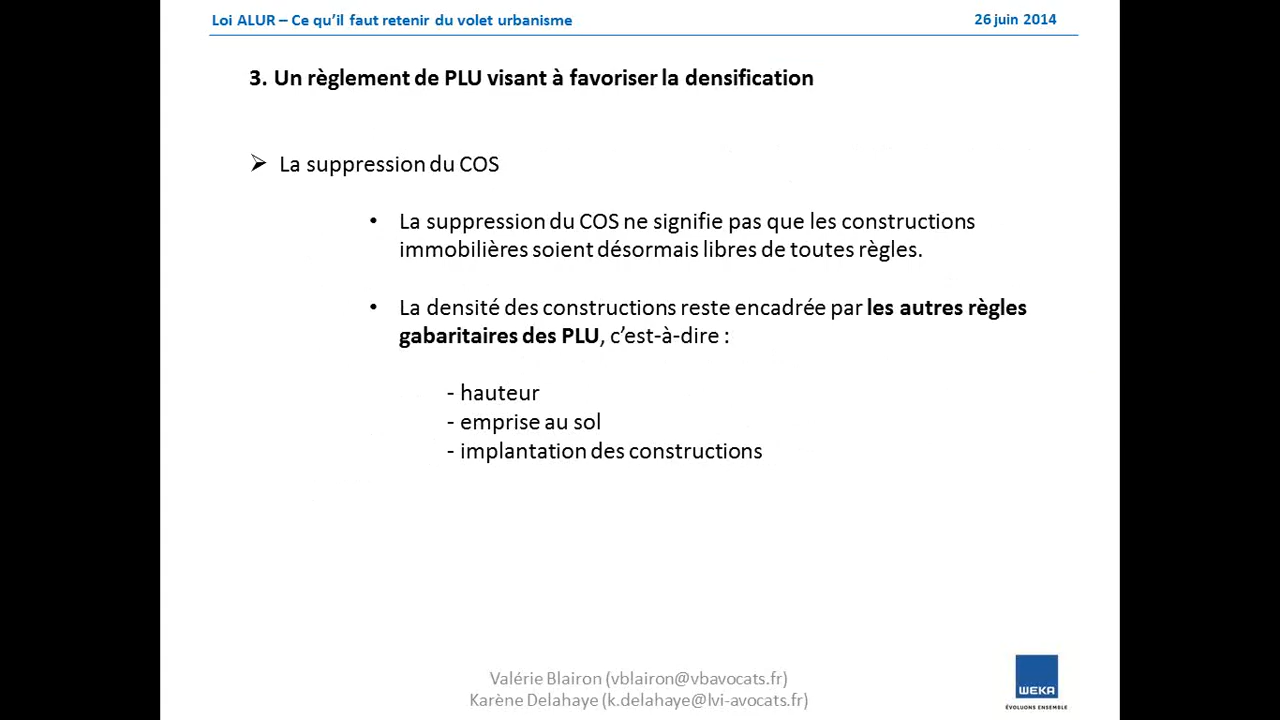 Loi ALUR – Ce qu’il faut retenir du volet urbanisme 26 juin 2014
3. Un règlement de PLU visant à favoriser la densification
➢ La suppression du COS
• La suppression du COS ne signifie pas que les constructions
immobilières soient désormais libres de toutes règles.
• La densité des constructions reste encadrée par les autres règles
gabaritaires des PLU, c’est-à-dire :
- hauteur
- emprise au sol
- implantation des constructions
Valérie Blairon (vblairon@vbavocats.fr)
Karène Delahaye (k.delahaye@lvi-avocats.fr)
WEKA
ÉVOLUONS ENSEMBLE